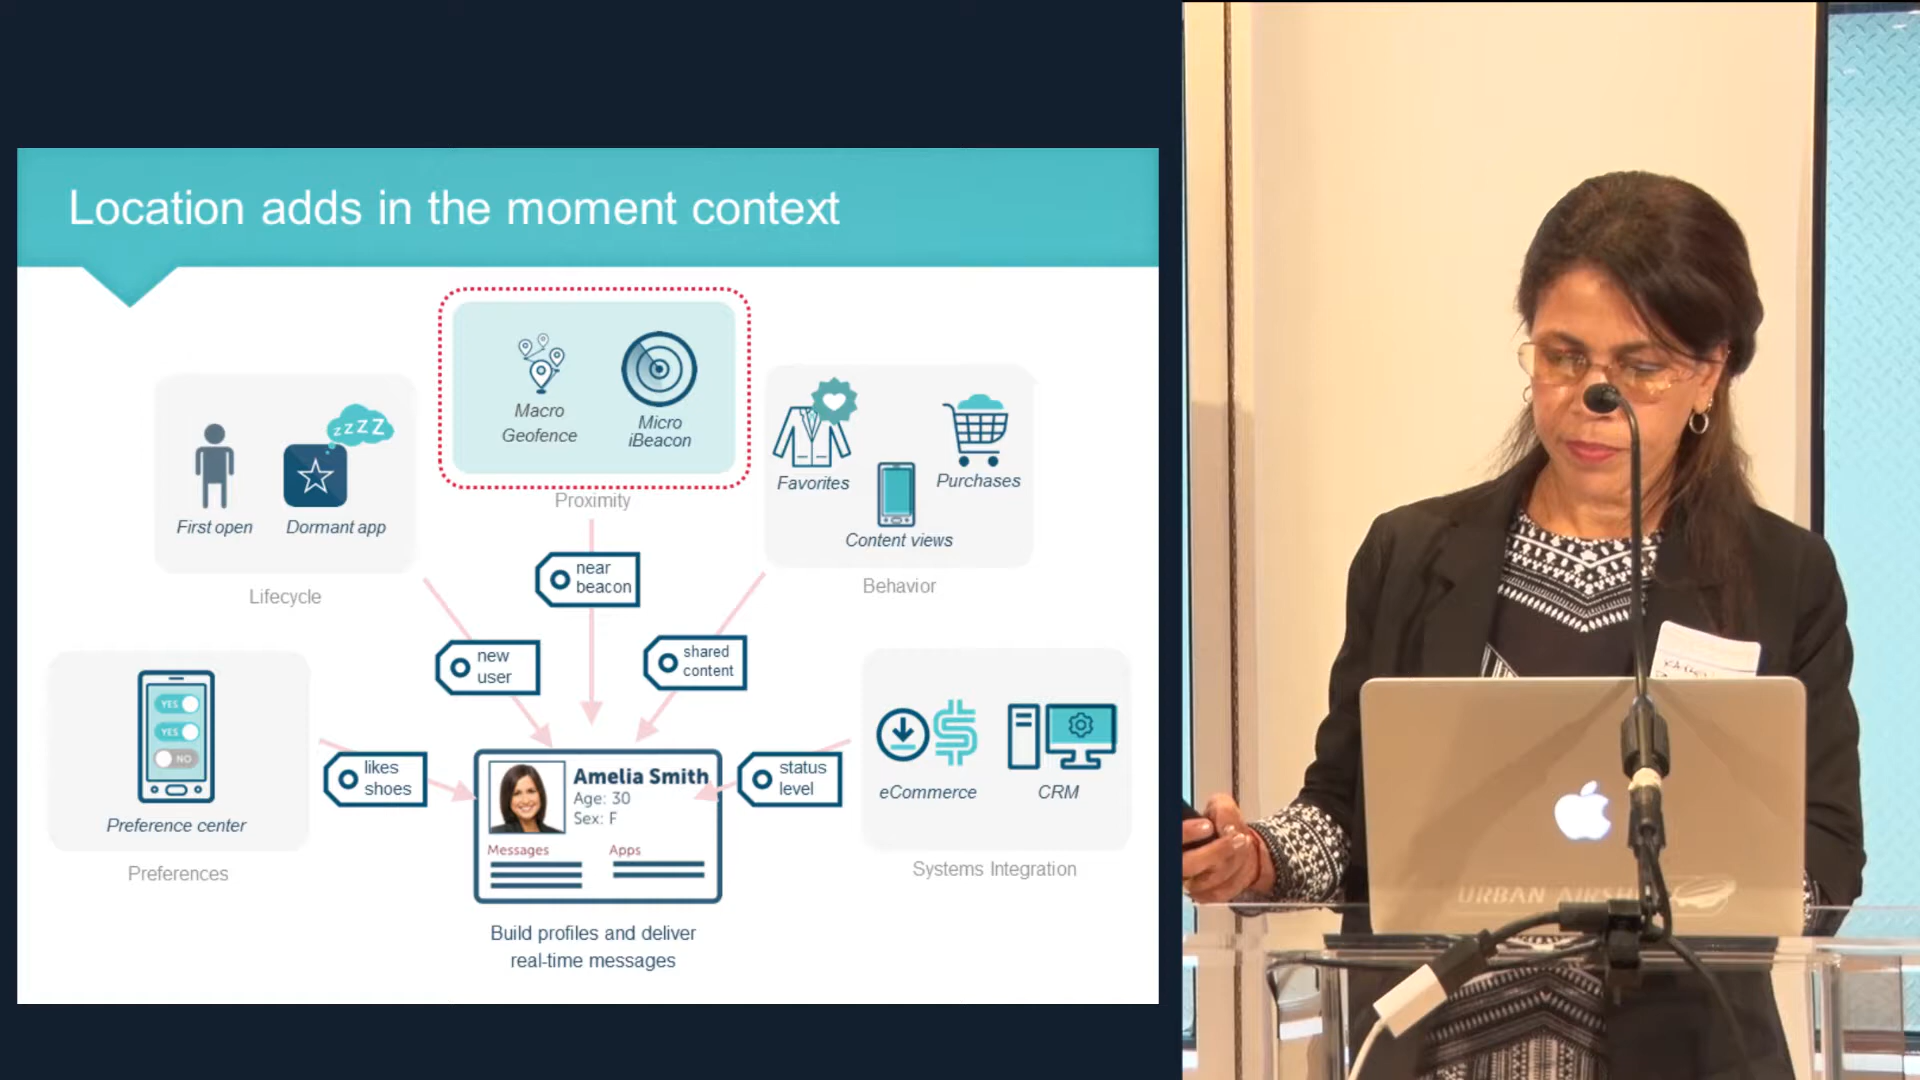 Location adds in the moment context
Macro
Geofence
Micro
iBeacon
Proximity
zzZZ
First open
Dormant app
Lifecycle
Favorites
Purchases
Content views
Behavior
near
beacon
new
user
shared
content
YES
YES
NO
Preference center
Preferences
likes
shoes
status
level
Amelia Smith
Age: 30
Sex: F
Messages
Apps
eCommerce
CRM
Systems Integration
Build profiles and deliver
real-time messages
URBAN AIRSHIP